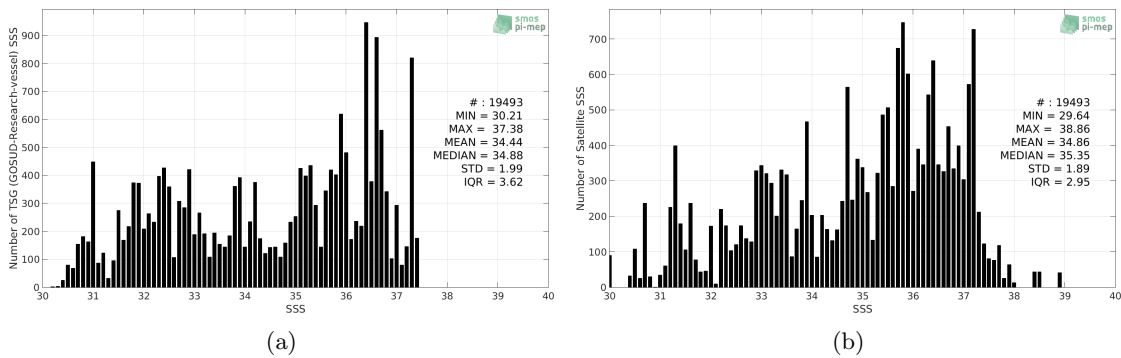 smos
pi-mep
Number of TSG (GOSUD-Research-vessel) SSS
900
800
700
600
500
400
300
200
100
0
# : 19493
MIN = 30.21
MAX = 37.38
MEAN = 34.44
MEDIAN = 34.88
STD = 1.99
IQR = 3.62
30 31 32 33 34 35 36 37 38 39 40
SSS
(a)
smos
pi-mep
Number of Satellite SSS
700
600
500
400
300
200
100
0
# : 19493
MIN = 29.64
MAX = 38.86
MEAN = 34.86
MEDIAN = 35.35
STD = 1.89
IQR = 2.95
30 31 32 33 34 35 36 37 38 39 40
SSS
(b)